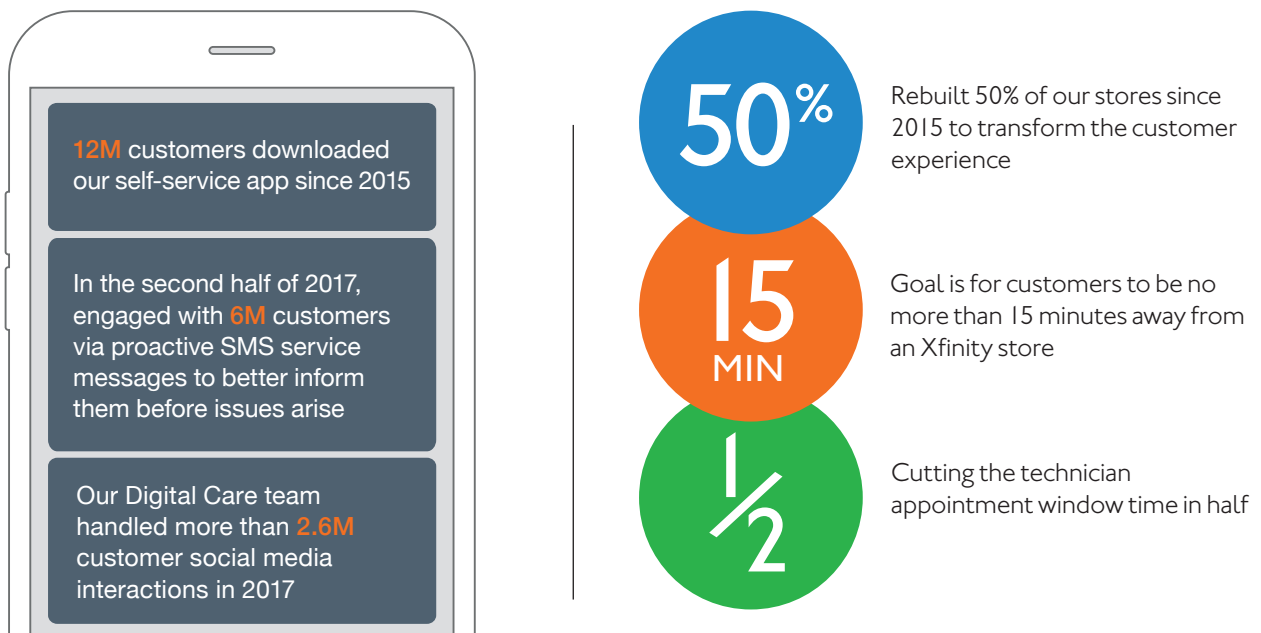 12M customers downloaded
our self-service app since 2015
In the second half of 2017,
engaged with 6M customers
via proactive SMS service
messages to better inform
them before issues arise
Our Digital Care team
handled more than 2.6M
customer social media
interactions in 2017
50%
Rebuilt 50% of our stores since
2015 to transform the customer
experience
15
MIN
Goal is for customers to be no
more than 15 minutes away from
an Xfinity store
1/2
Cutting the technician
appointment window time in half